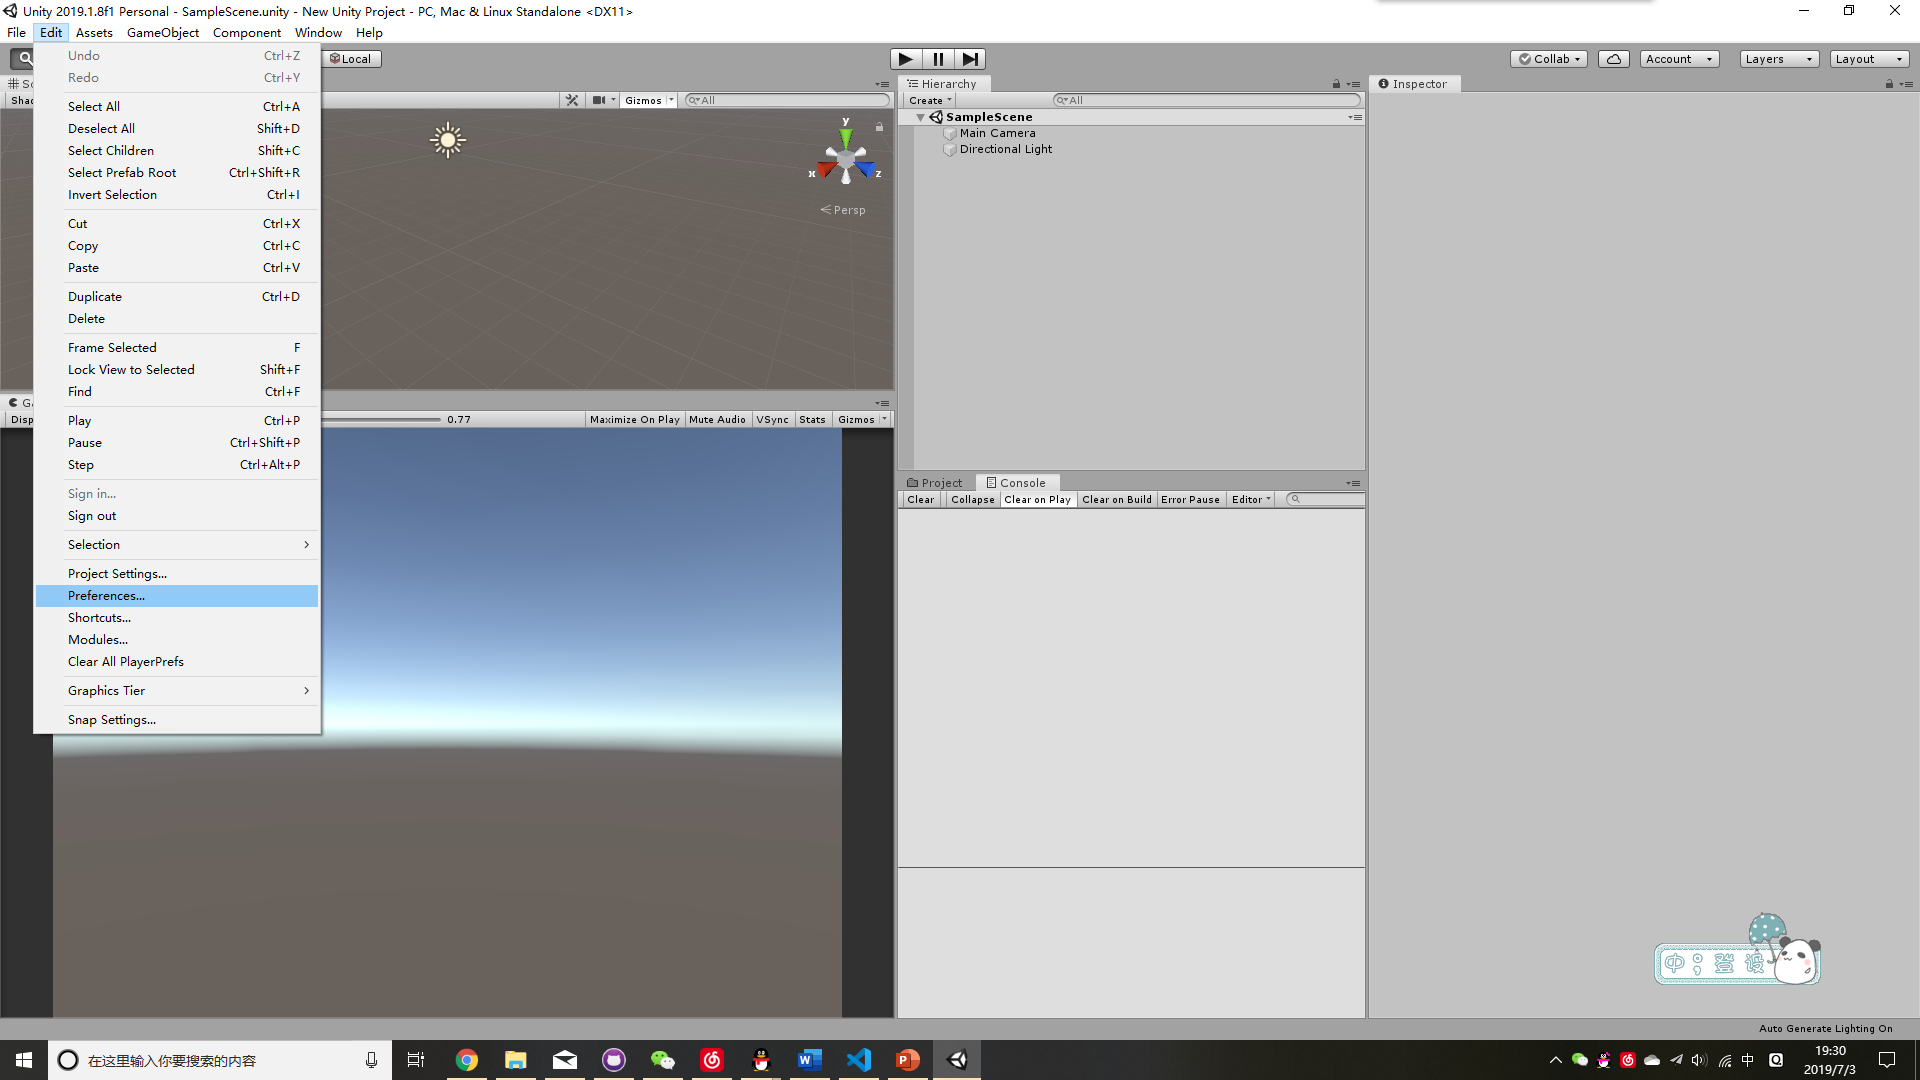 Unity 2019.1.8f1 Personal - SampleScene.unity - New Unity Project - PC, Mac & Linux Standalone <DX11>
File Edit Assets GameObject Component Window Help
Local
Collab Account Layers Layout
Undo Ctrl+Z
Redo Ctrl+Y
Select All Ctrl+A
Deselect All Shift+D
Select Children Shift+C
Select Prefab Root Ctrl+Shift+R
Invert Selection Ctrl+I
Cut Ctrl+X
Copy Ctrl+C
Paste Ctrl+V
Duplicate Ctrl+D
Delete
Frame Selected F
Lock View to Selected Shift+F
Find Ctrl+F
Play Ctrl+P
Pause Ctrl+Shift+P
Step Ctrl+Alt+P
Sign in...
Sign out
Selection
Project Settings...
Preferences...
Shortcuts...
Modules...
Clear All PlayerPrefs
Graphics Tier
Snap Settings...
Gizmos All
y
x z
Persp
0.77 Maximize On Play Mute Audio VSync Stats Gizmos
Hierarchy
Create All
SampleScene
Main Camera
Directional Light
Project Console
Clear Collapse Clear on Play Clear on Build Error Pause Editor
Inspector
中 登 设
Auto Generate Lighting On
在这里输入你要搜索的内容
中
19:30
2019/7/3